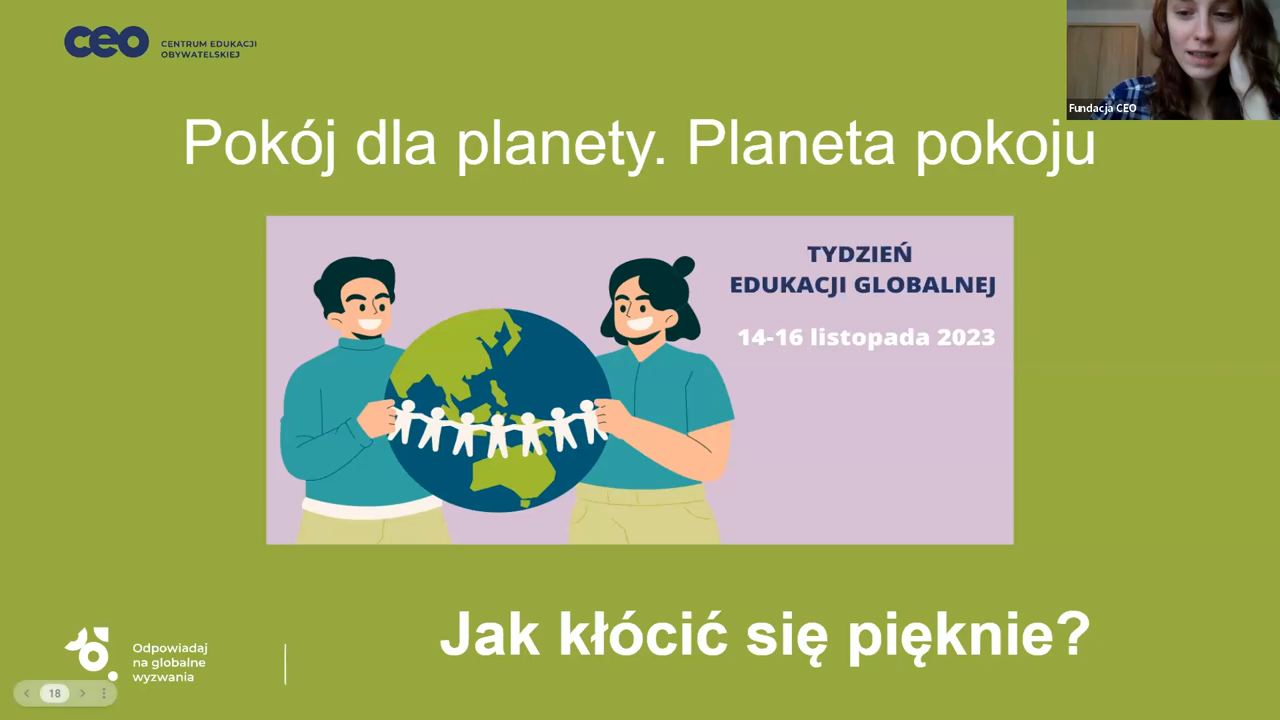 ceo
CENTRUM EDUKACJI
OBYWATELSKIEJ
Fundacja CEO
Pokój dla planety. Planeta pokoju
TYDZIEŃ
EDUKACJI GLOBALNEJ
14-16 listopada 2023
Jak kłócić się pięknie?
Odpowiadaj
na globalne
wyzwania
18